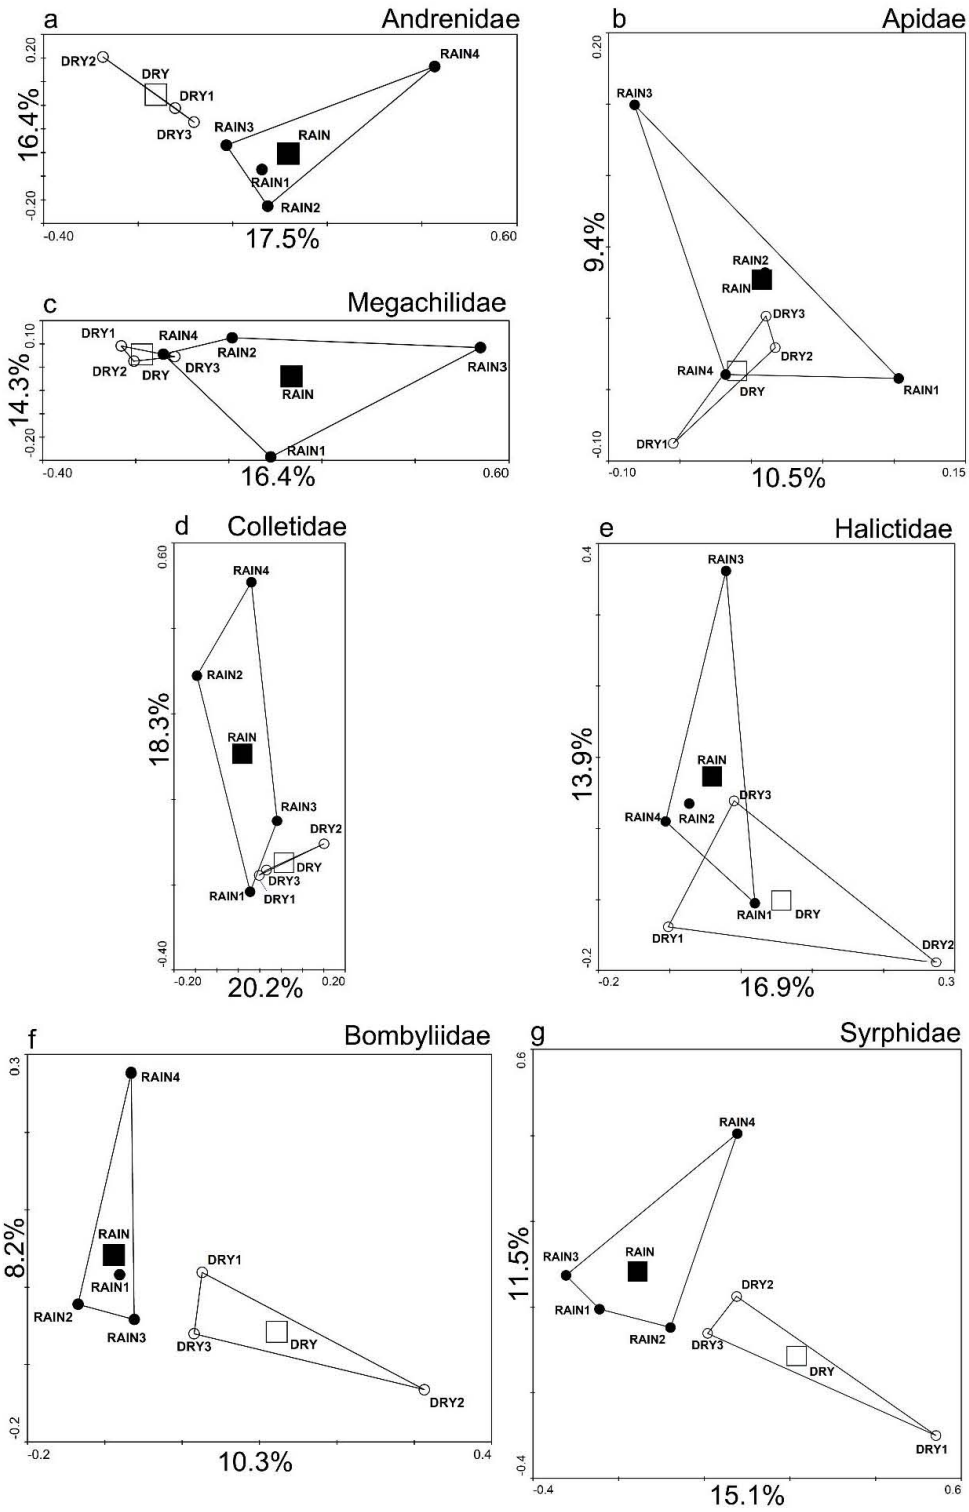 a Andrenidae
0.20
16.4%
-0.20
-0.40
17.5%
0.60
DRY2
DRY
DRY1
DRY3
RAIN4
RAIN3
RAIN
RAIN1
RAIN2
b Apidae
0.20
9.4%
-0.10
-0.10
10.5%
0.15
RAIN3
RAIN2
RAIN
DRY3
DRY2
RAIN4
DRY
RAIN1
DRY1
c Megachilidae
0.10
14.3%
-0.20
-0.40
16.4%
0.60
DRY1
RAIN4
RAIN2
DRY2
DRY
DRY3
RAIN3
RAIN
RAIN1
d Colletidae
0.60
18.3%
-0.40
-0.20
20.2%
0.20
RAIN4
RAIN2
RAIN
RAIN3
DRY2
DRY
DRY3
RAIN1
DRY1
e Halictidae
0.4
13.9%
-0.2
-0.2
16.9%
0.3
RAIN3
RAIN
DRY3
RAIN4
RAIN2
RAIN1
DRY
DRY1
DRY2
f Bombyliidae
0.3
8.2%
-0.2
-0.2
10.3%
0.4
RAIN4
RAIN
RAIN1
DRY1
RAIN2
RAIN3
DRY3
DRY
DRY2
g Syrphidae
0.6
11.5%
-0.4
-0.4
15.1%
0.6
RAIN4
RAIN3
RAIN
RAIN1
DRY2
RAIN2
DRY3
DRY
DRY1